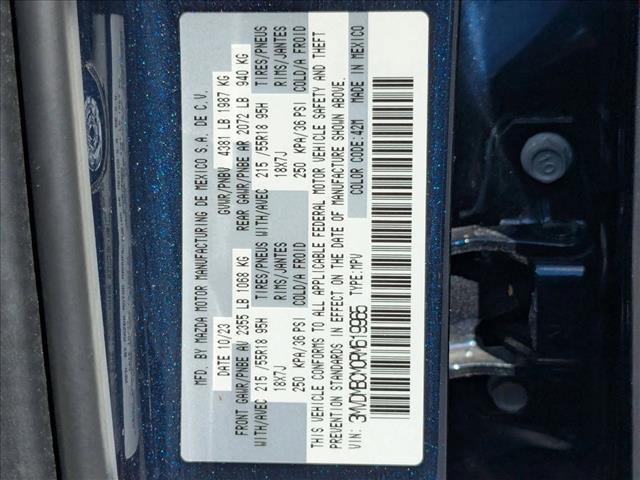 MFD. BY MAZDA MOTOR MANUFACTURING DE MEXICO S.A. DE C.V.
DATE 10/23 GVWR/PNBV 4381 LB 1987 KG
FRONT GAWR/PNBE AV 2355 LB 1068 KG REAR GAWR/PNBE AR 2072 LB 940 KG
WITH/AVEC 215 /55R18 95H TIRES/PNEUS WITH/AVEC 215 /55R18 95H TIRES/PNEUS
18X7J RIMS/JANTES 18X7J RIMS/JANTES
250 KPA/36 PSI COLD/A FROID 250 KPA/36 PSI COLD/A FROID
THIS VEHICLE CONFORMS TO ALL APPLICABLE FEDERAL MOTOR VEHICLE SAFETY AND THEFT
PREVENTION STANDARDS IN EFFECT ON THE DATE OF MANUFACTURE SHOWN ABOVE.
VIN: TYPE:MPV COLOR CODE:42M MADE IN MEXICO